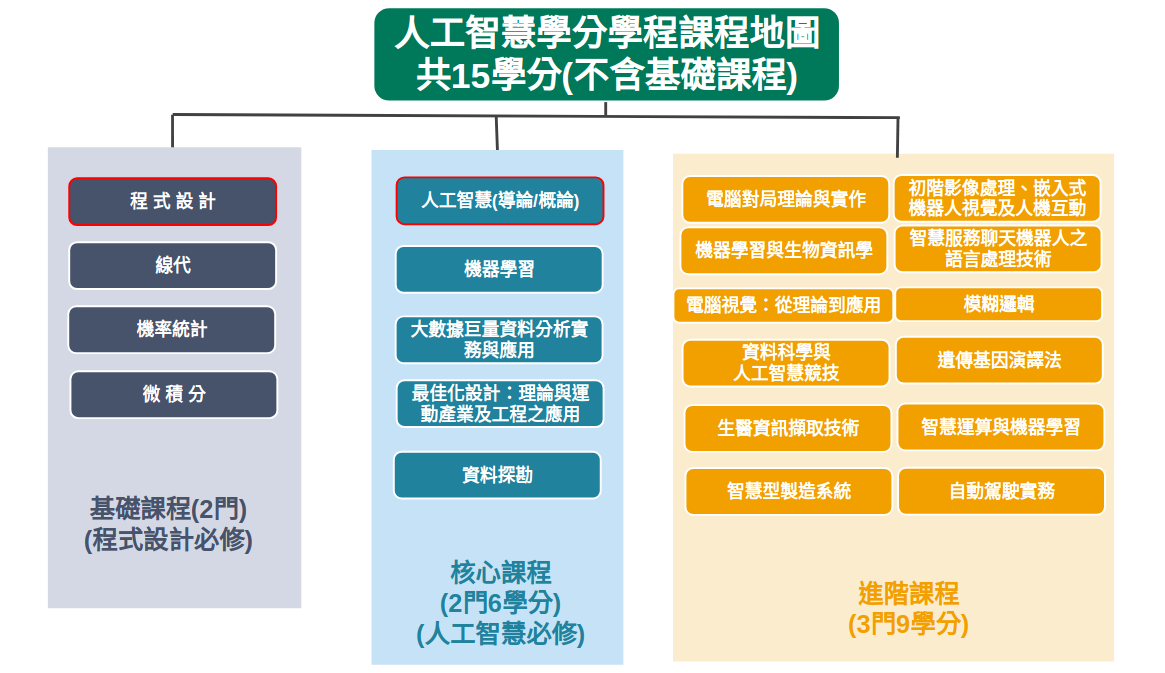 人工智慧學分學程課程地圖
共15學分(不含基礎課程)
程 式 設 計
線代
機率統計
微 積 分
基礎課程(2門)
(程式設計必修)
人工智慧(導論/概論)
機器學習
大數據巨量資料分析實
務與應用
最佳化設計：理論與運
動產業及工程之應用
資料探勘
核心課程
(2門6學分)
(人工智慧必修)
電腦對局理論與實作
初階影像處理、嵌入式
機器人視覺及人機互動
機器學習與生物資訊學
智慧服務聊天機器人之
語言處理技術
電腦視覺：從理論到應用
模糊邏輯
資料科學與
人工智慧競技
遺傳基因演譯法
生醫資訊擷取技術
智慧運算與機器學習
智慧型製造系統
自動駕駛實務
進階課程
(3門9學分)